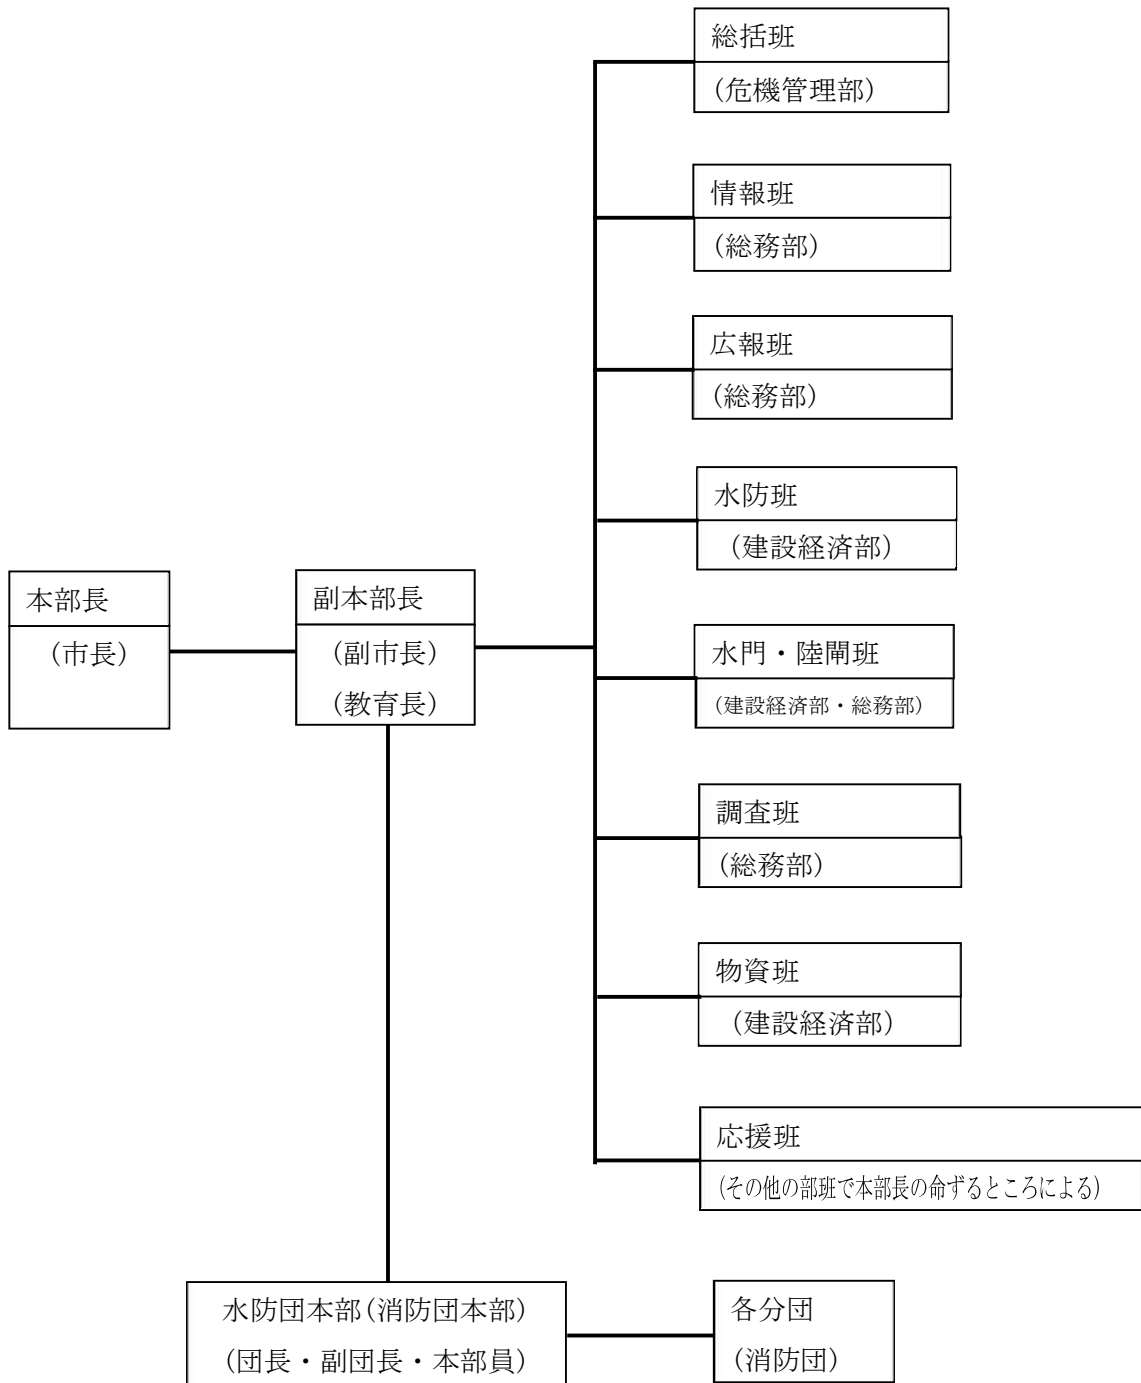 総括班
(危機管理部)
情報班
(総務部)
広報班
(総務部)
水防班
(建設経済部)
本部長
(市長)
副本部長
(副市長)
(教育長)
水門・陸閘班
(建設経済部・総務部)
調査班
(総務部)
物資班
(建設経済部)
応援班
(その他の部班で本部長の命ずるところによる)
水防団本部(消防団本部)
(団長・副団長・本部員)
各分団
(消防団)